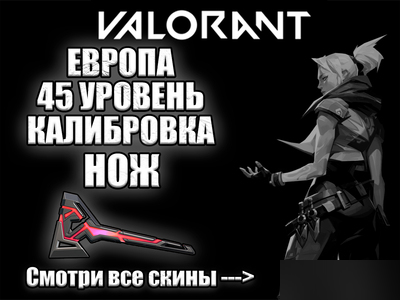 VALORANT
ЕВРОПА
45 УРОВЕНЬ
КАЛИБРОВКА
НОЖ
Смотри все скины --->